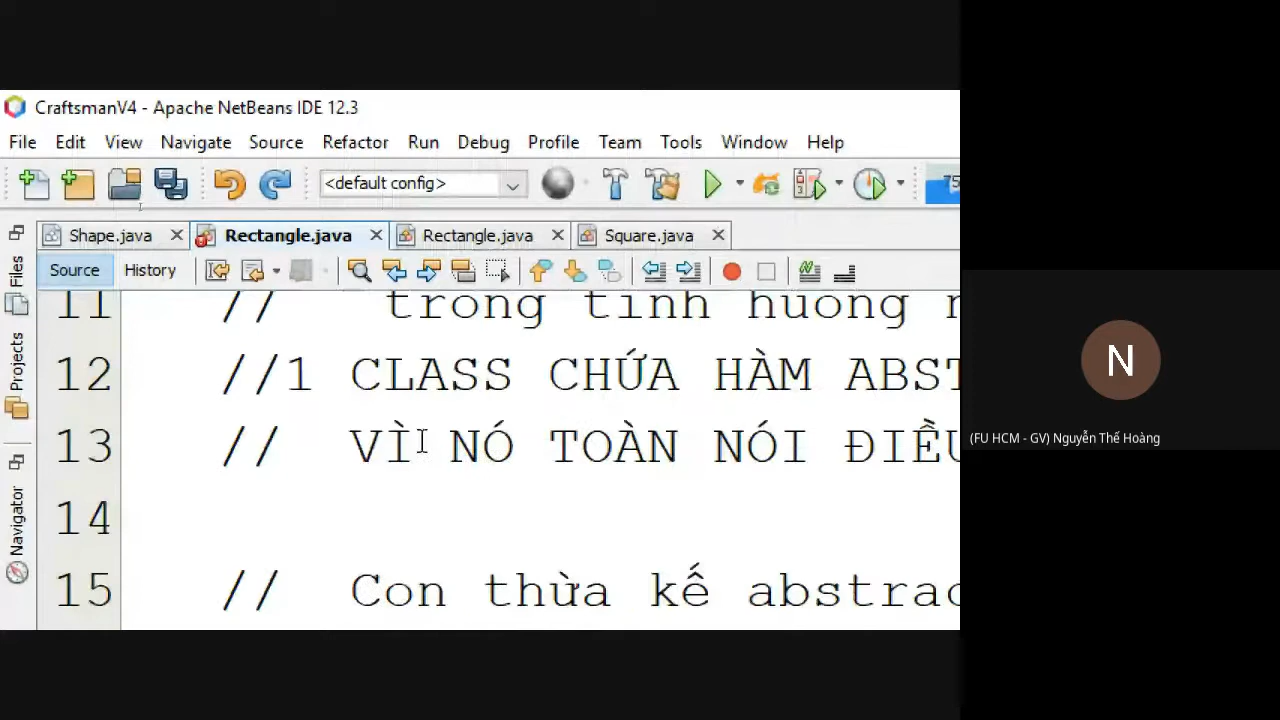 CraftsmanV4 - Apache NetBeans IDE 12.3
File Edit View Navigate Source Refactor Run Debug Profile Team Tools Window Help
<default config>
Shape.java Rectangle.java Rectangle.java Square.java
Source History
Files
Projects
Navigator
11 // trong tình huống
12 //1 CLASS CHỨA HÀM ABST
13 // VÌ NÓ TOÀN NÓI ĐIỀU
14
15 // Con thừa kế abstrac
N
(FU HCM - GV) Nguyễn Thế Hoàng